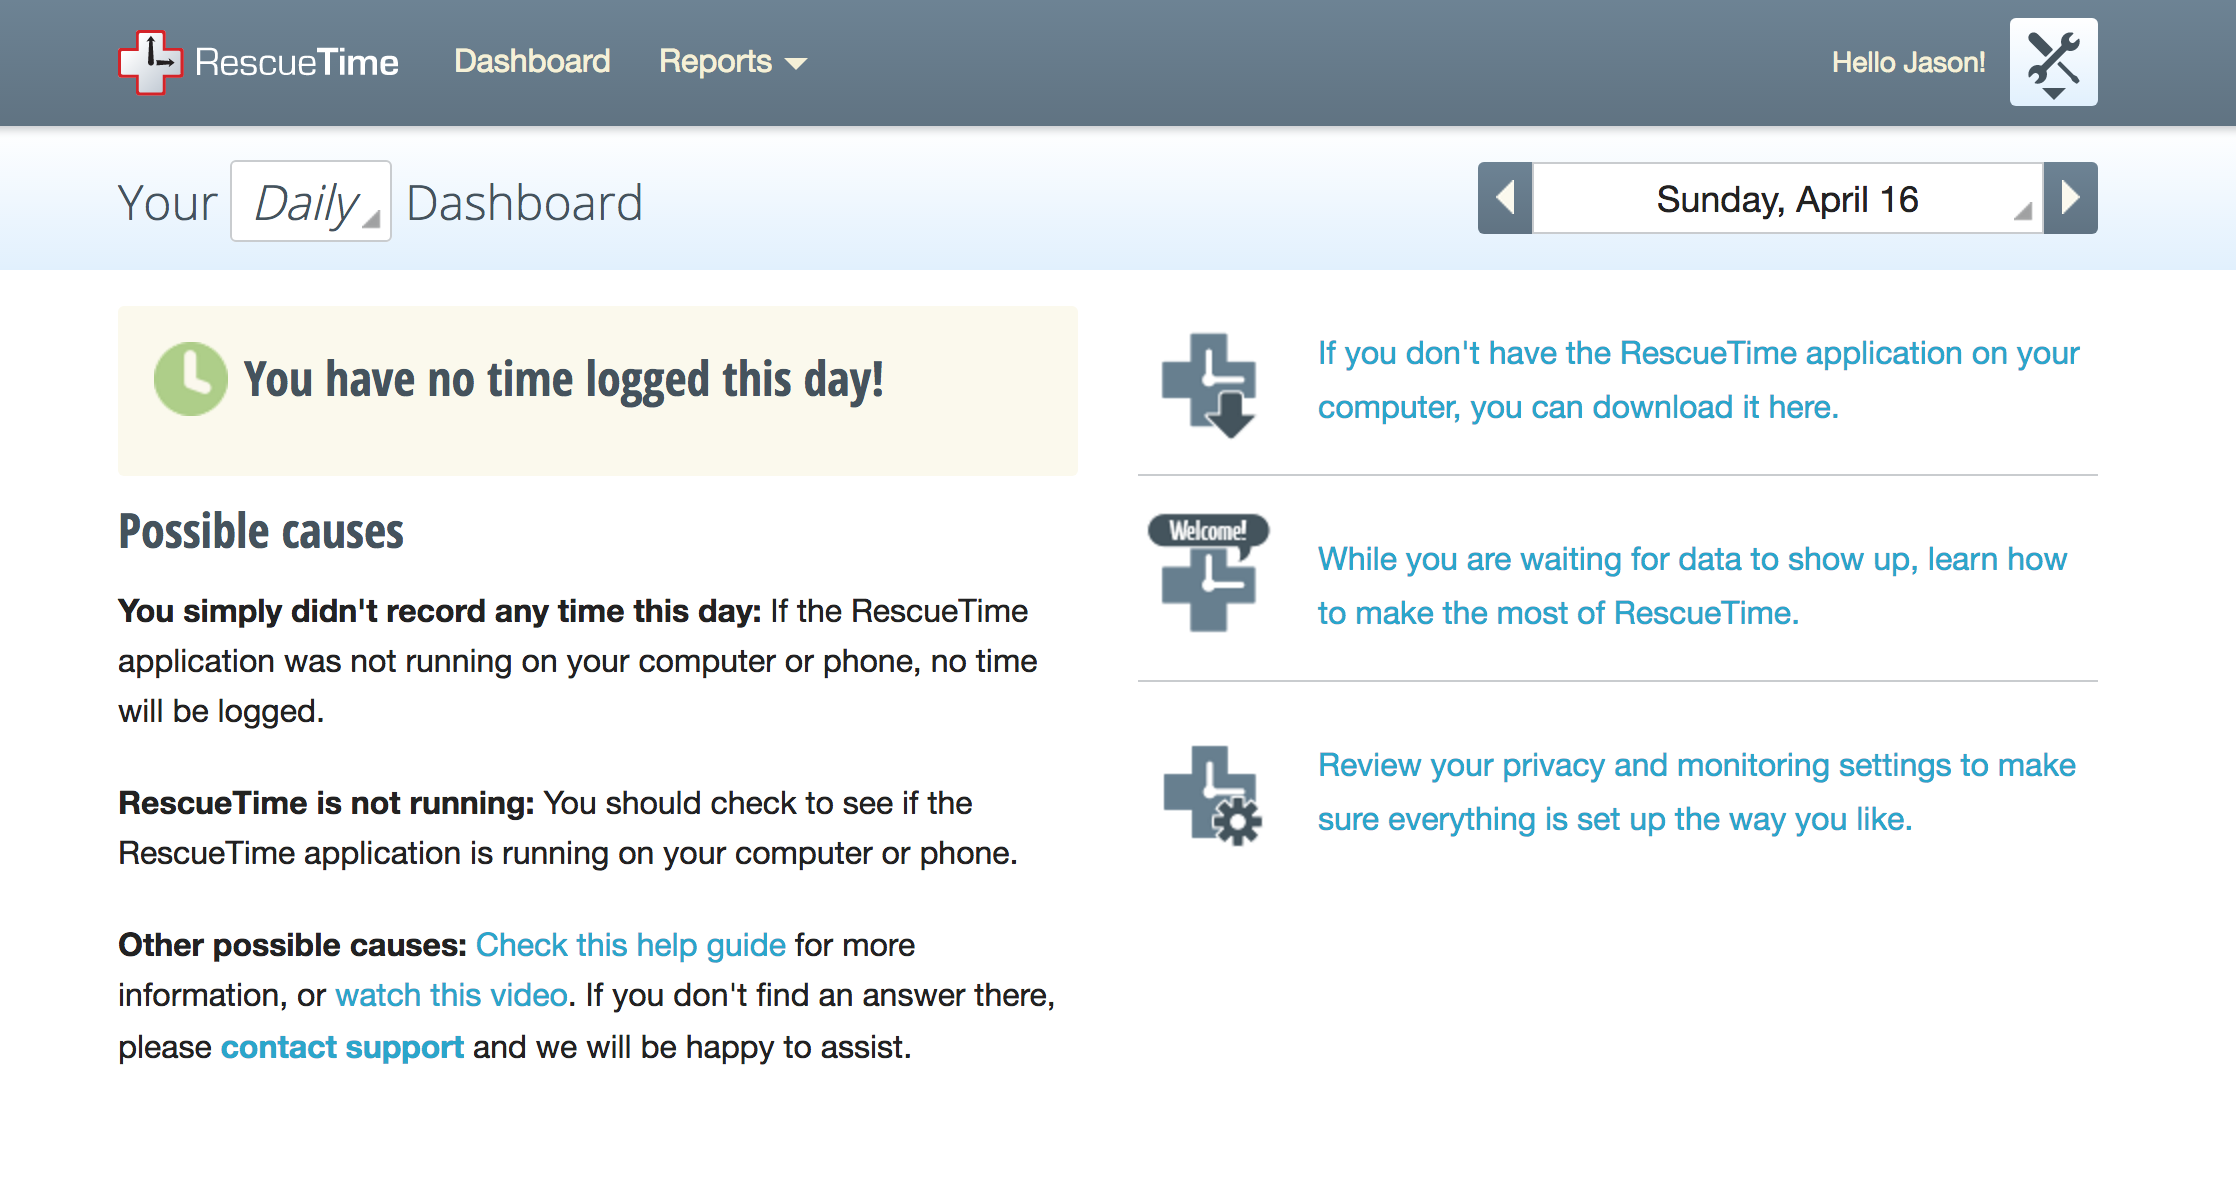 RescueTime Dashboard Reports Hello Jason!
Your Daily Dashboard Sunday, April 16
You have no time logged this day!
Possible causes
You simply didn't record any time this day: If the RescueTime
application was not running on your computer or phone, no time
will be logged.
RescueTime is not running: You should check to see if the
RescueTime application is running on your computer or phone.
Other possible causes: Check this help guide for more
information, or watch this video. If you don't find an answer there,
please contact support and we will be happy to assist.
If you don't have the RescueTime application on your
computer, you can download it here.
Welcome!
While you are waiting for data to show up, learn how
to make the most of RescueTime.
Review your privacy and monitoring settings to make
sure everything is set up the way you like.